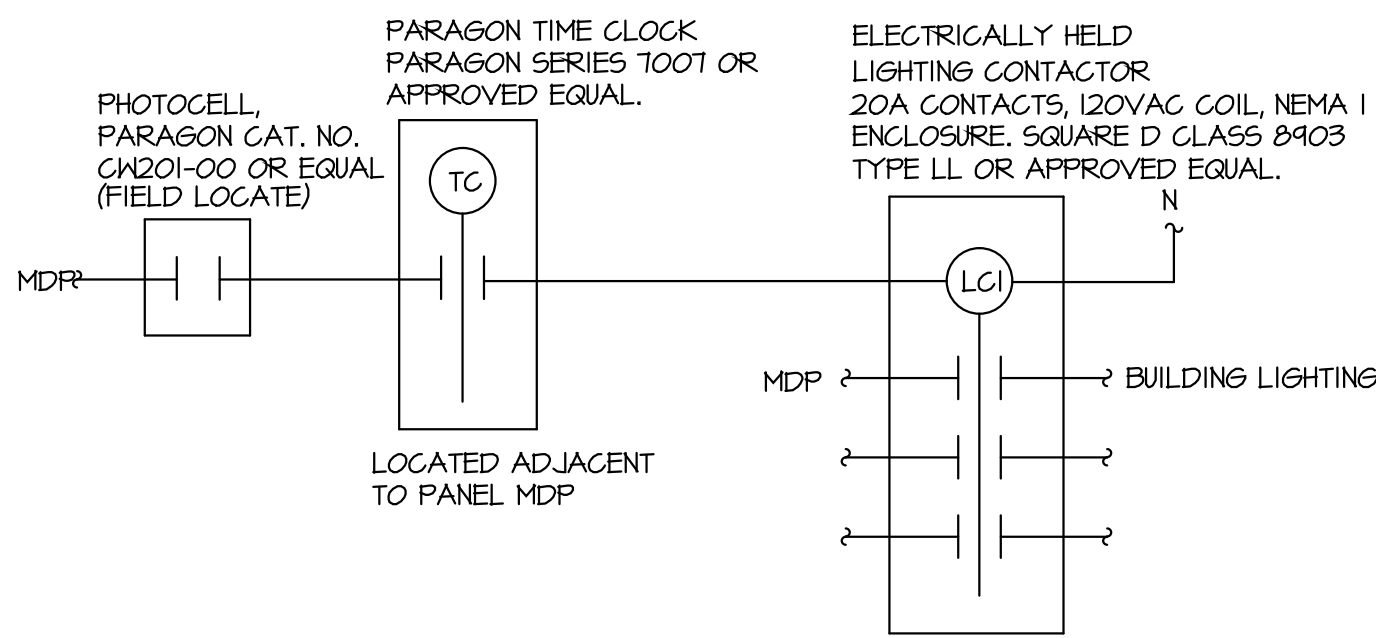 PHOTOCELL,
PARAGON CAT. NO.
CW201-00 OR EQUAL
(FIELD LOCATE)
MDP
PARAGON TIME CLOCK
PARAGON SERIES 7007 OR
APPROVED EQUAL.
TC
LOCATED ADJACENT
TO PANEL MDP
ELECTRICALLY HELD
LIGHTING CONTACTOR
20A CONTACTS, 120VAC COIL, NEMA 1
ENCLOSURE. SQUARE D CLASS 8903
TYPE LL OR APPROVED EQUAL.
N
LC1
MDP
BUILDING LIGHTING